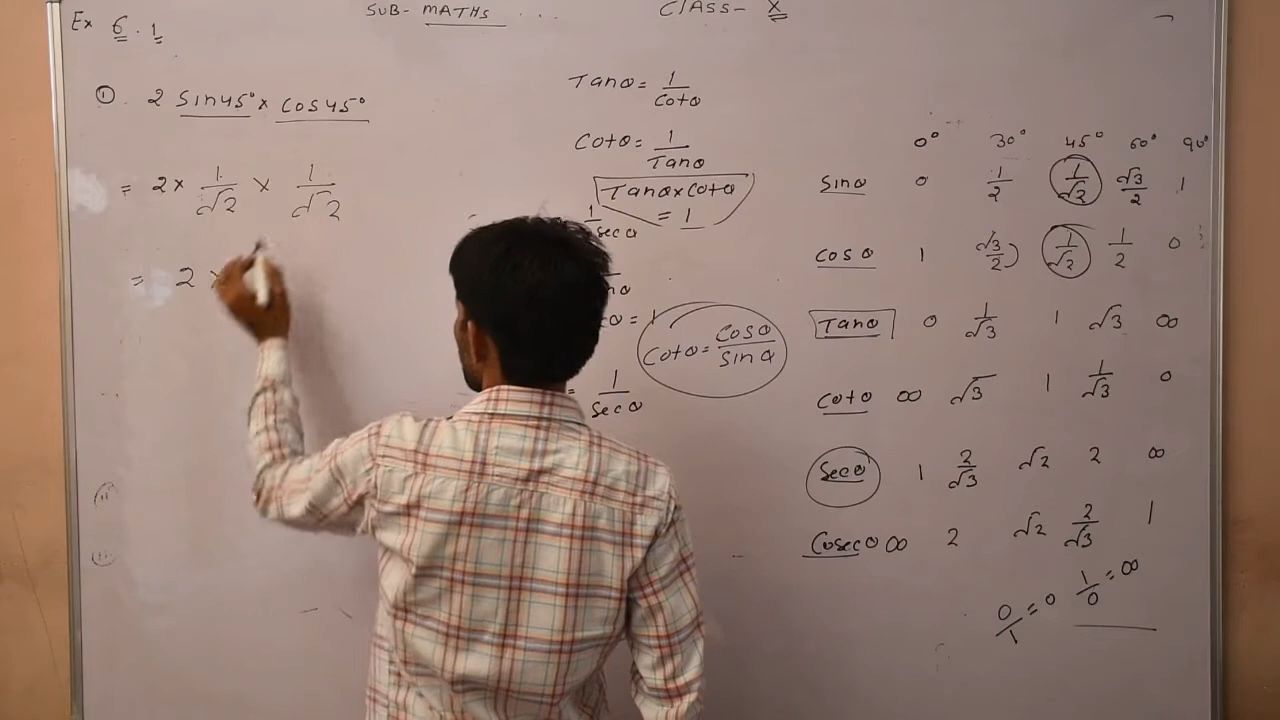 Ex 6.1
SUB- MATHS ...
CLASS- X
① 2 Sin45° x Cos45°
= 2 x 1/√2 x 1/√2
= 2 x
Tanθ = 1/Cotθ
Cotθ = 1/Tanθ
Tanθ x Cotθ
= 1
1/Secθ
= 1
Cotθ = Cosθ/Sinθ
= 1/Secθ
0° 30° 45° 60° 90°
Sinθ 0 1/2 1/√2 √3/2 1
Cosθ 1 √3/2 1/√2 1/2 0
Tanθ 0 1/√3 1 √3 ∞
Cotθ ∞ √3 1 1/√3 0
Secθ 1 2/√3 √2 2 ∞
Cosecθ ∞ 2 √2 2/√3 1
0/1 = 0 1/0 = ∞